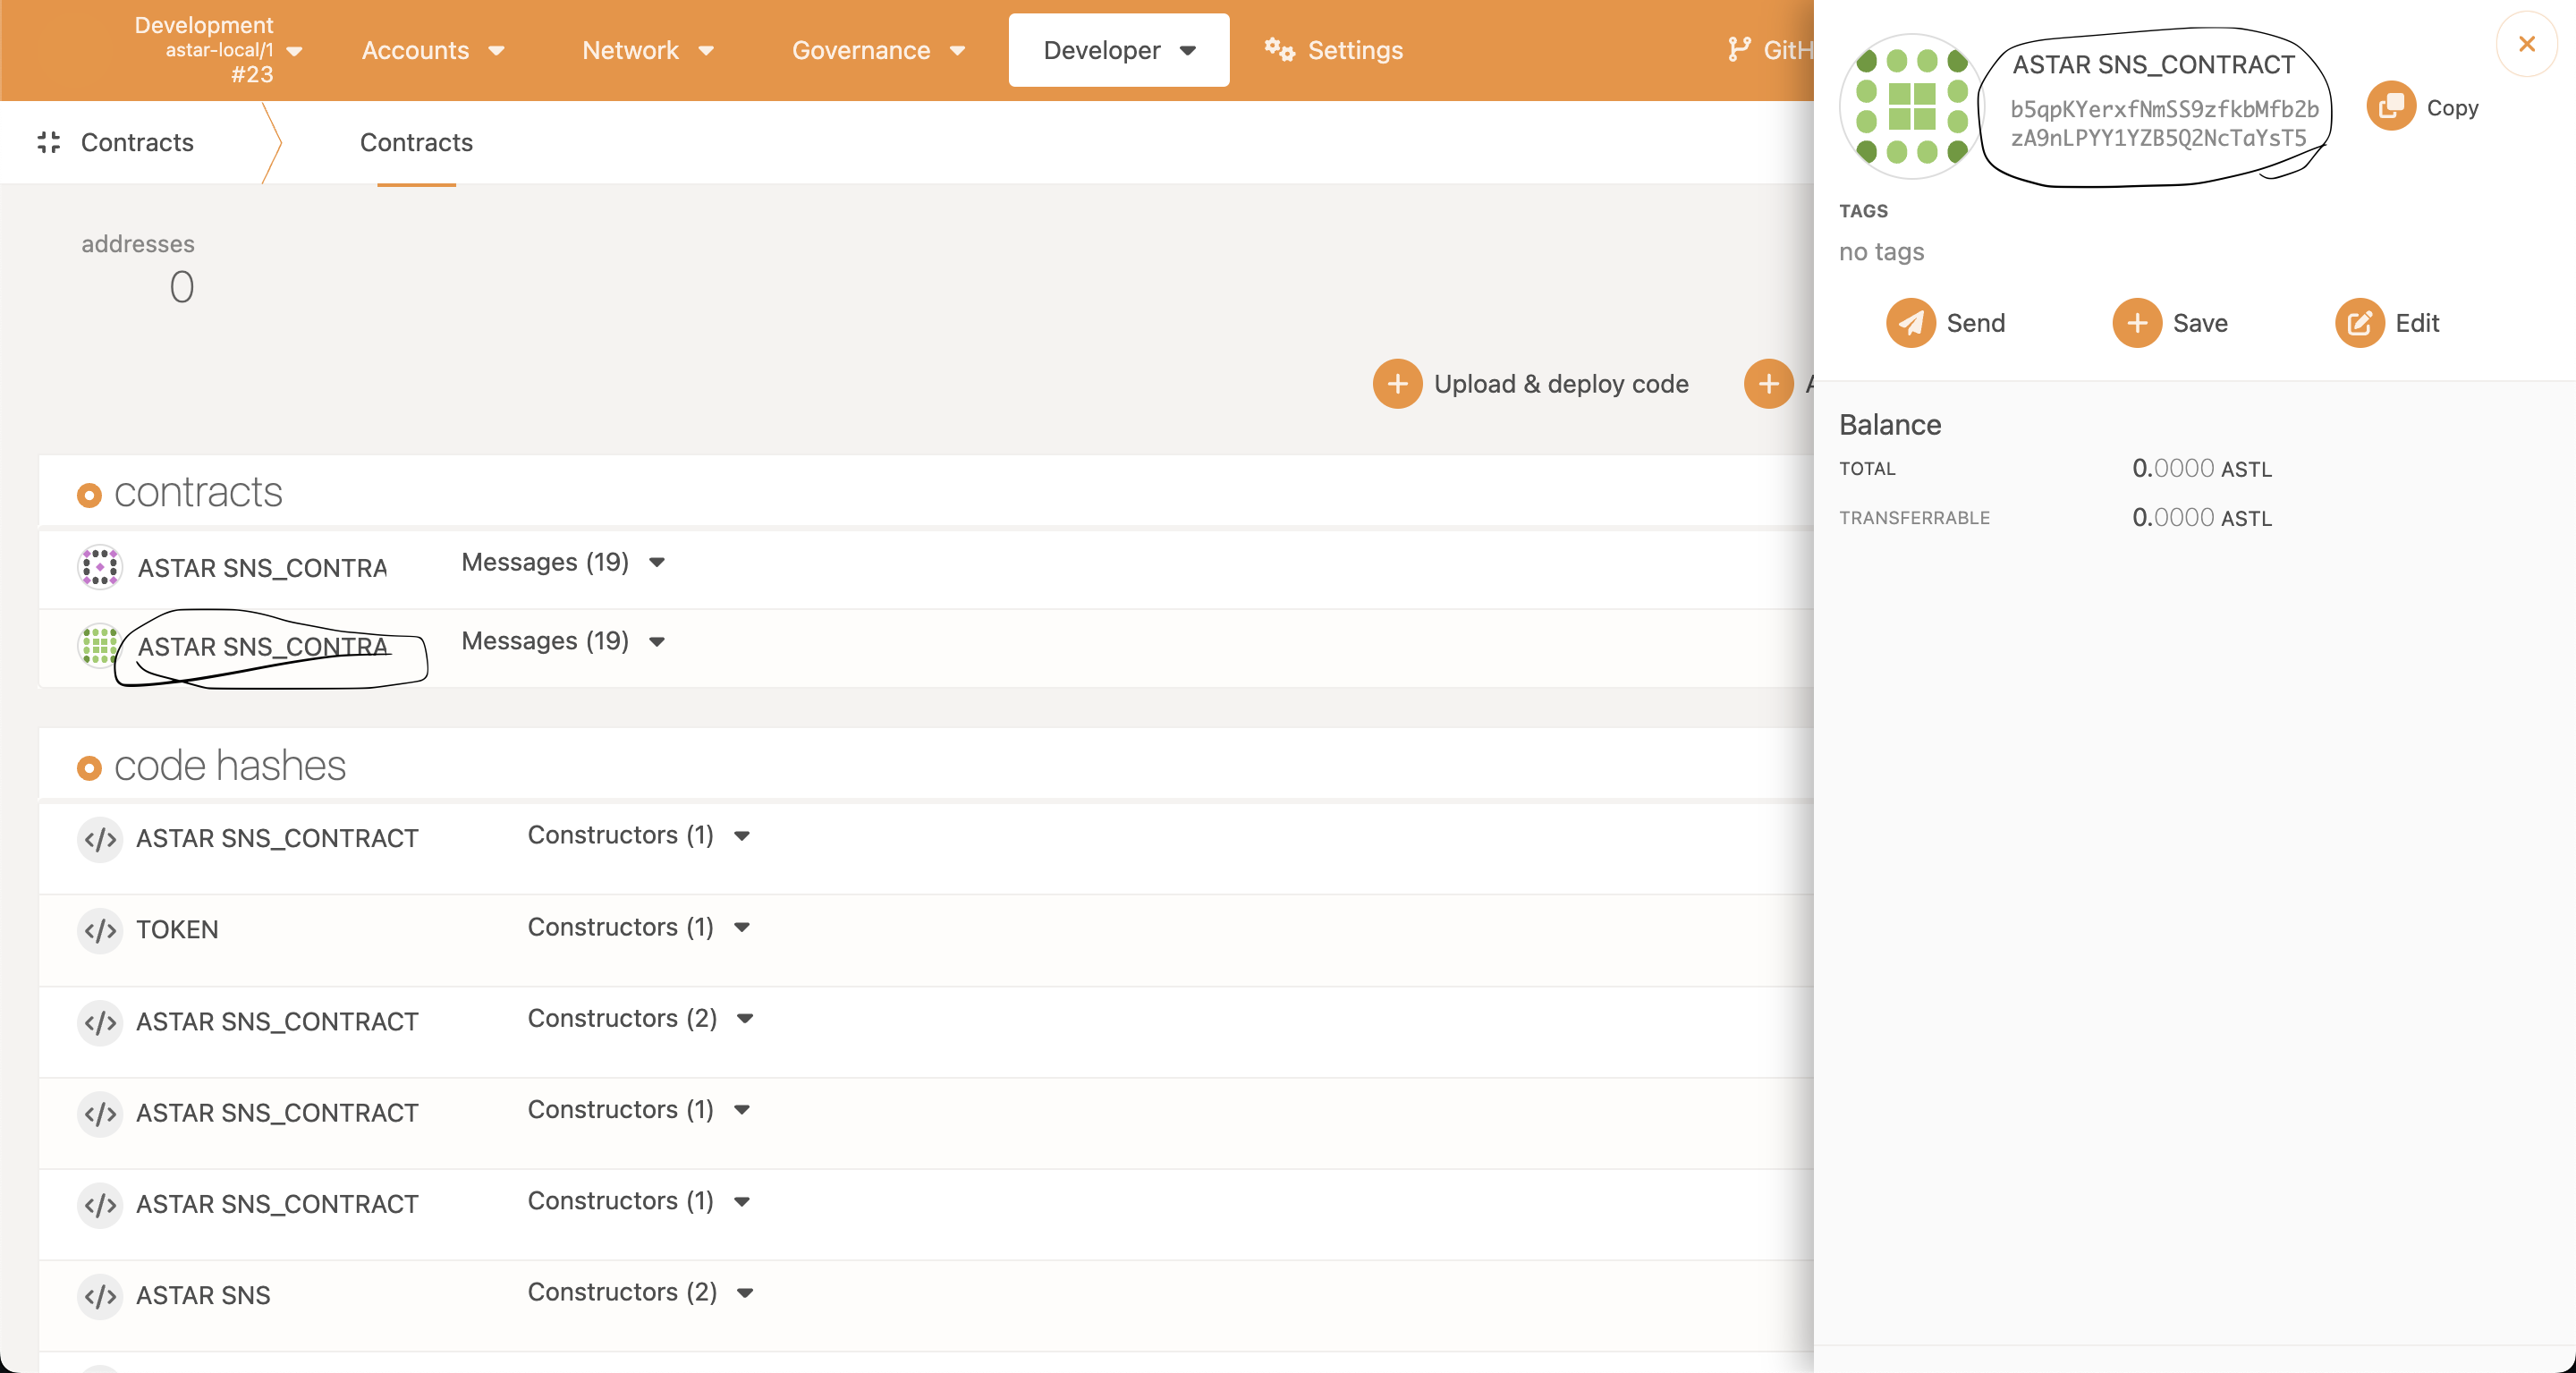 Development
astar-local/1
#23
Accounts
Network
Governance
Developer
Settings
GitH
Contracts
Contracts
addresses
0
Upload & deploy code
contracts
ASTAR SNS_CONTRA
Messages (19)
ASTAR SNS_CONTRA
Messages (19)
code hashes
ASTAR SNS_CONTRACT
Constructors (1)
TOKEN
Constructors (1)
ASTAR SNS_CONTRACT
Constructors (2)
ASTAR SNS_CONTRACT
Constructors (1)
ASTAR SNS_CONTRACT
Constructors (1)
ASTAR SNS
Constructors (2)
ASTAR SNS_CONTRACT
b5qpKYerxfNmSS9zfkbMfb2b
zA9nLPYY1YZB5Q2NcTaYsT5
Copy
TAGS
no tags
Send
Save
Edit
Balance
TOTAL
0.0000 ASTL
TRANSFERRABLE
0.0000 ASTL